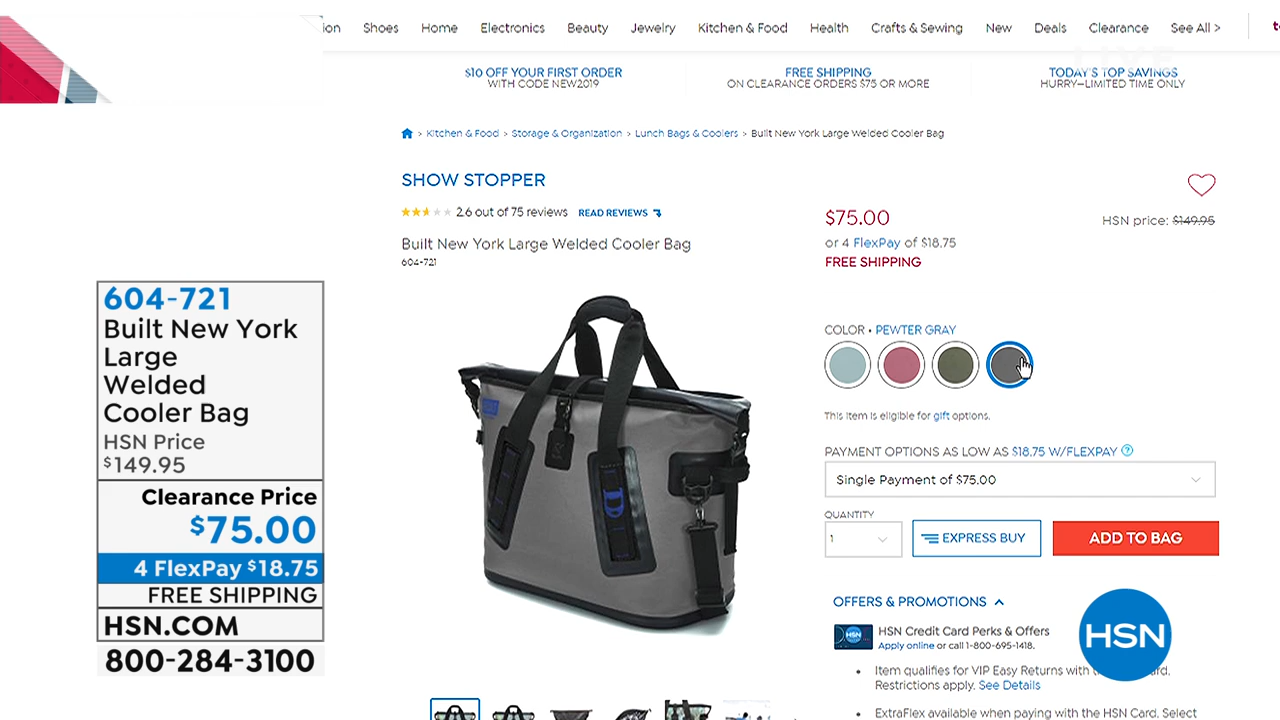 ion Shoes Home Electronics Beauty Jewelry Kitchen & Food Health Crafts & Sewing New Deals Clearance See All >
LIVE
$10 OFF YOUR FIRST ORDER
WITH CODE NEW2019
FREE SHIPPING
ON CLEARANCE ORDERS $75 OR MORE
TODAY'S TOP SAVINGS
HURRY—LIMITED TIME ONLY
> Kitchen & Food > Storage & Organization > Lunch Bags & Coolers > Built New York Large Welded Cooler Bag
SHOW STOPPER
2.6 out of 75 reviews READ REVIEWS
Built New York Large Welded Cooler Bag
604-721
$75.00
HSN price: $149.95
or 4 FlexPay of $18.75
FREE SHIPPING
COLOR • PEWTER GRAY
This item is eligible for gift options.
PAYMENT OPTIONS AS LOW AS $18.75 W/FLEXPAY ?
Single Payment of $75.00
QUANTITY
1
EXPRESS BUY
ADD TO BAG
OFFERS & PROMOTIONS
HSN
HSN Credit Card Perks & Offers
Apply online or call 1-800-695-1418.
• Item qualifies for VIP Easy Returns with
Restrictions apply. See Details
• ExtraFlex available when paying with the HSN Card. Select
HSN
604-721
Built New York
Large
Welded
Cooler Bag
HSN Price
$149.95
Clearance Price
$75.00
4 FlexPay $18.75
FREE SHIPPING
HSN.COM
800-284-3100